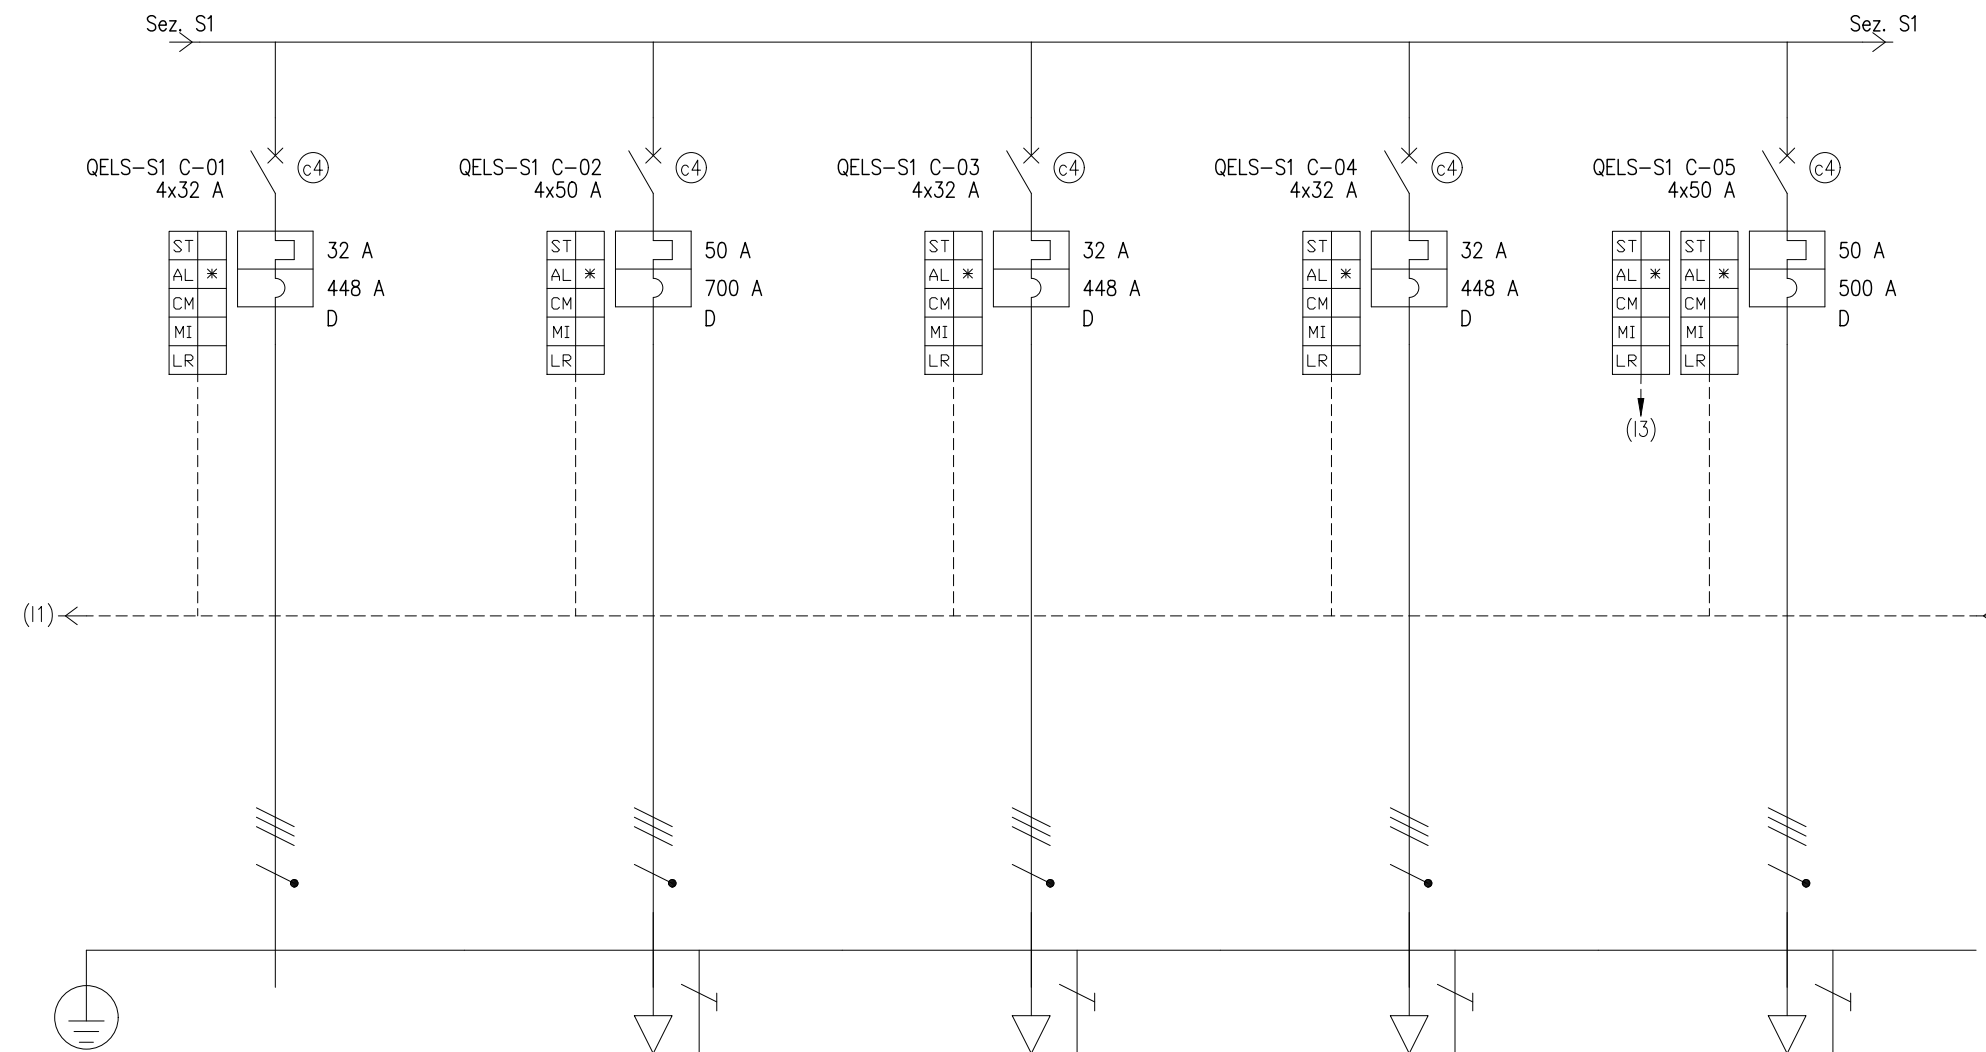 Sez. S1
Sez. S1
QELS-S1 C-01
4x32 A
c4
ST
AL *
CM
MI
LR
32 A
448 A
D
QELS-S1 C-02
4x50 A
c4
ST
AL *
CM
MI
LR
50 A
700 A
D
QELS-S1 C-03
4x32 A
c4
ST
AL *
CM
MI
LR
32 A
448 A
D
QELS-S1 C-04
4x32 A
c4
ST
AL *
CM
MI
LR
32 A
448 A
D
QELS-S1 C-05
4x50 A
c4
ST
AL *
CM
MI
LR
ST
AL *
CM
MI
LR
50 A
500 A
D
(I3)
(I1)